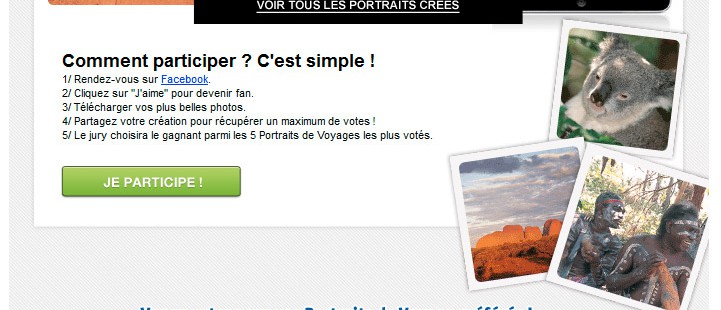 VOIR TOUS LES PORTRAITS CRÉÉS
Comment participer ? C'est simple !
1/ Rendez-vous sur Facebook.
2/ Cliquez sur "J'aime" pour devenir fan.
3/ Télécharger vos plus belles photos.
4/ Partagez votre création pour récupérer un maximum de votes !
5/ Le jury choisira le gagnant parmi les 5 Portraits de Voyages les plus votés.
JE PARTICIPE !